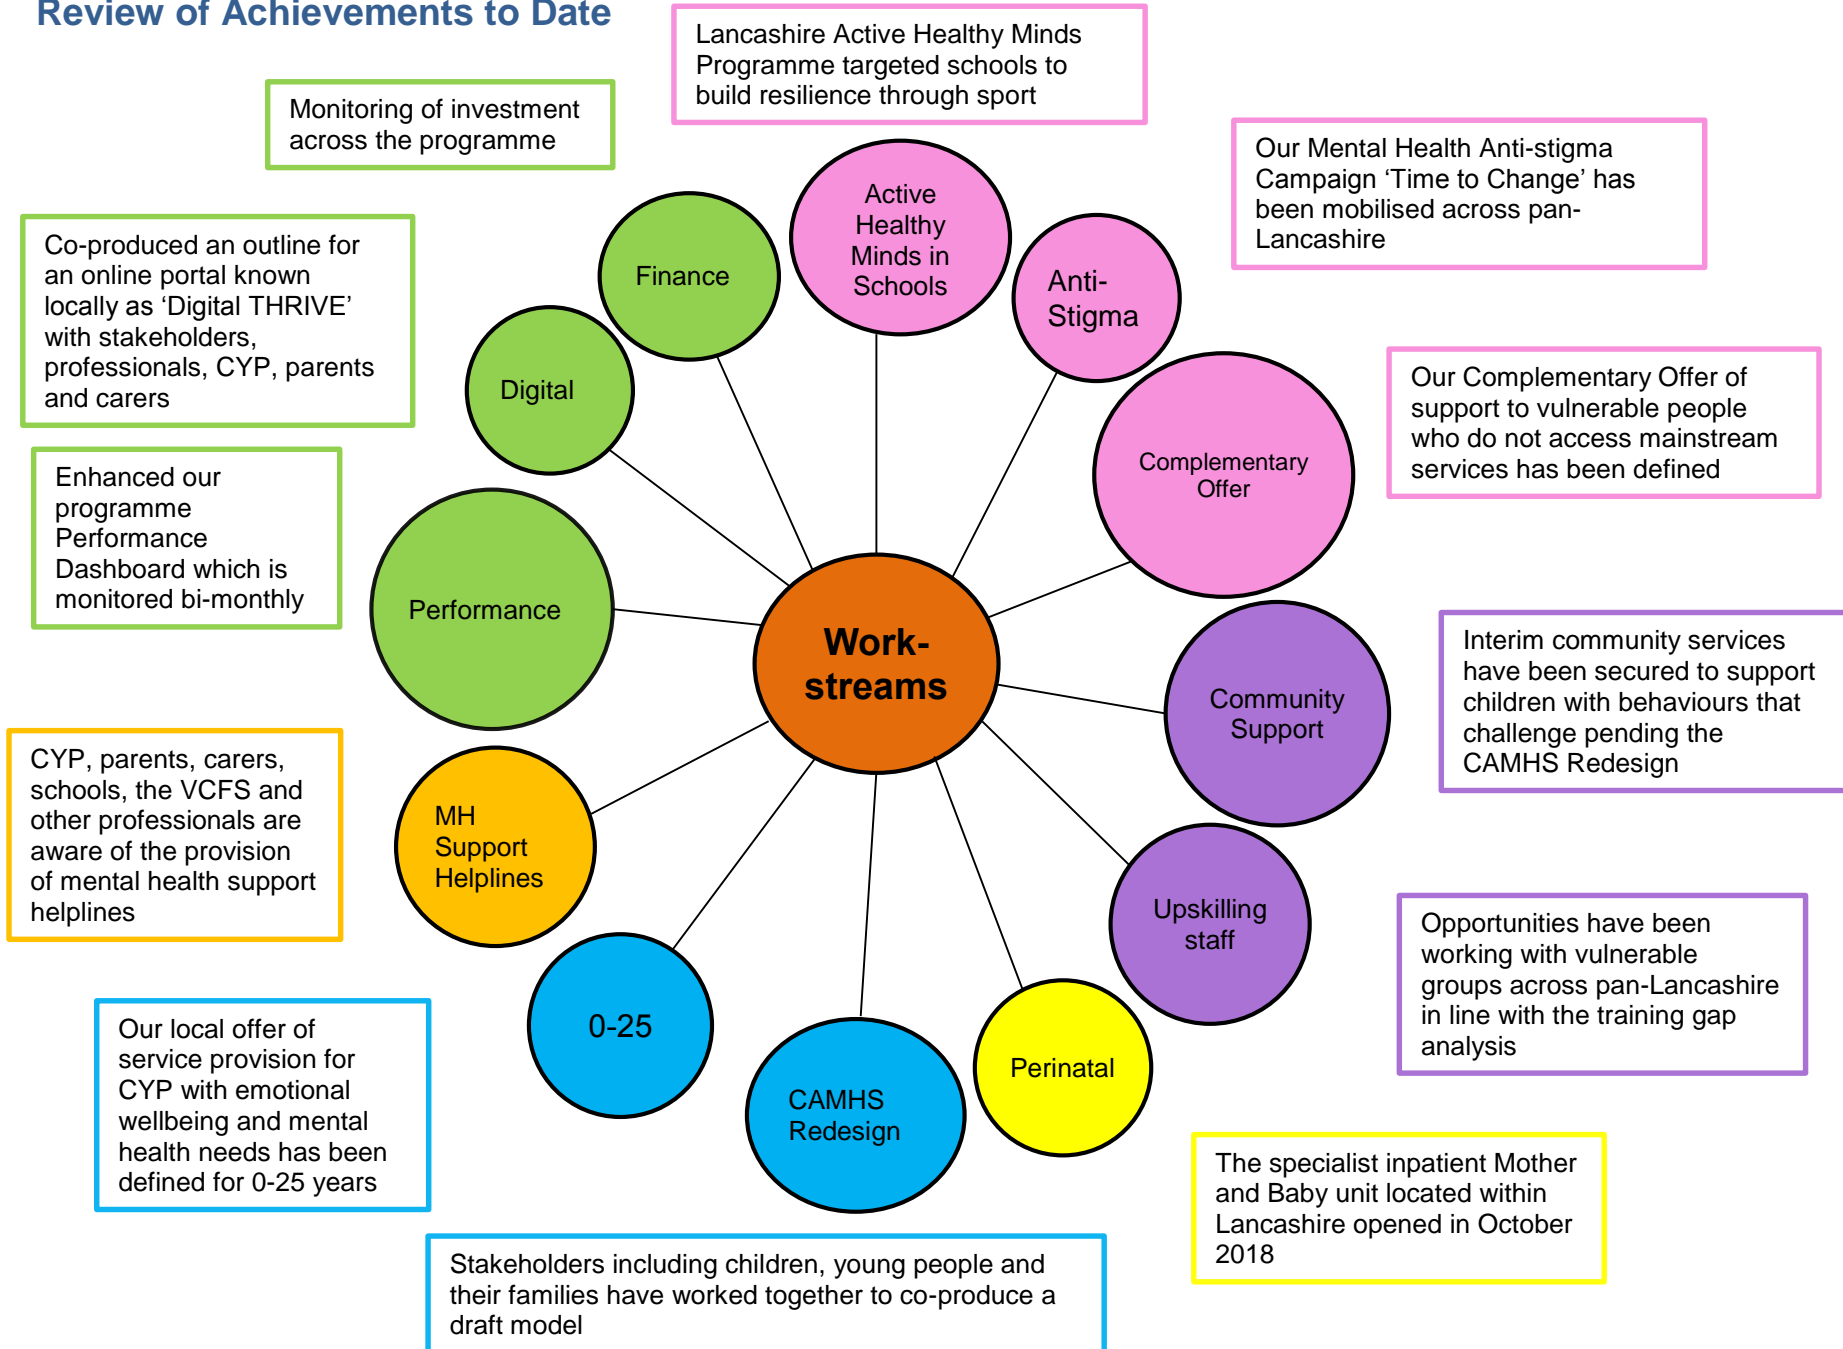 Review of Achievements to Date
Lancashire Active Healthy Minds
Programme targeted schools to
build resilience through sport
Monitoring of investment
across the programme
Our Mental Health Anti-stigma
Campaign ‘Time to Change’ has
been mobilised across pan-
Lancashire
Co-produced an outline for
an online portal known
locally as ‘Digital THRIVE’
with stakeholders,
professionals, CYP, parents
and carers
Our Complementary Offer of
support to vulnerable people
who do not access mainstream
services has been defined
Enhanced our
programme
Performance
Dashboard which is
monitored bi-monthly
Interim community services
have been secured to support
children with behaviours that
challenge pending the
CAMHS Redesign
CYP, parents, carers,
schools, the VCFS and
other professionals are
aware of the provision
of mental health support
helplines
Opportunities have been
working with vulnerable
groups across pan-Lancashire
in line with the training gap
analysis
Our local offer of
service provision for
CYP with emotional
wellbeing and mental
health needs has been
defined for 0-25 years
The specialist inpatient Mother
and Baby unit located within
Lancashire opened in October
2018
Stakeholders including children, young people and
their families have worked together to co-produce a
draft model
Active
Healthy
Minds in
Schools
Anti-
Stigma
Complementary
Offer
Community
Support
Upskilling
staff
Perinatal
CAMHS
Redesign
0-25
MH
Support
Helplines
Performance
Digital
Finance
Work-
streams